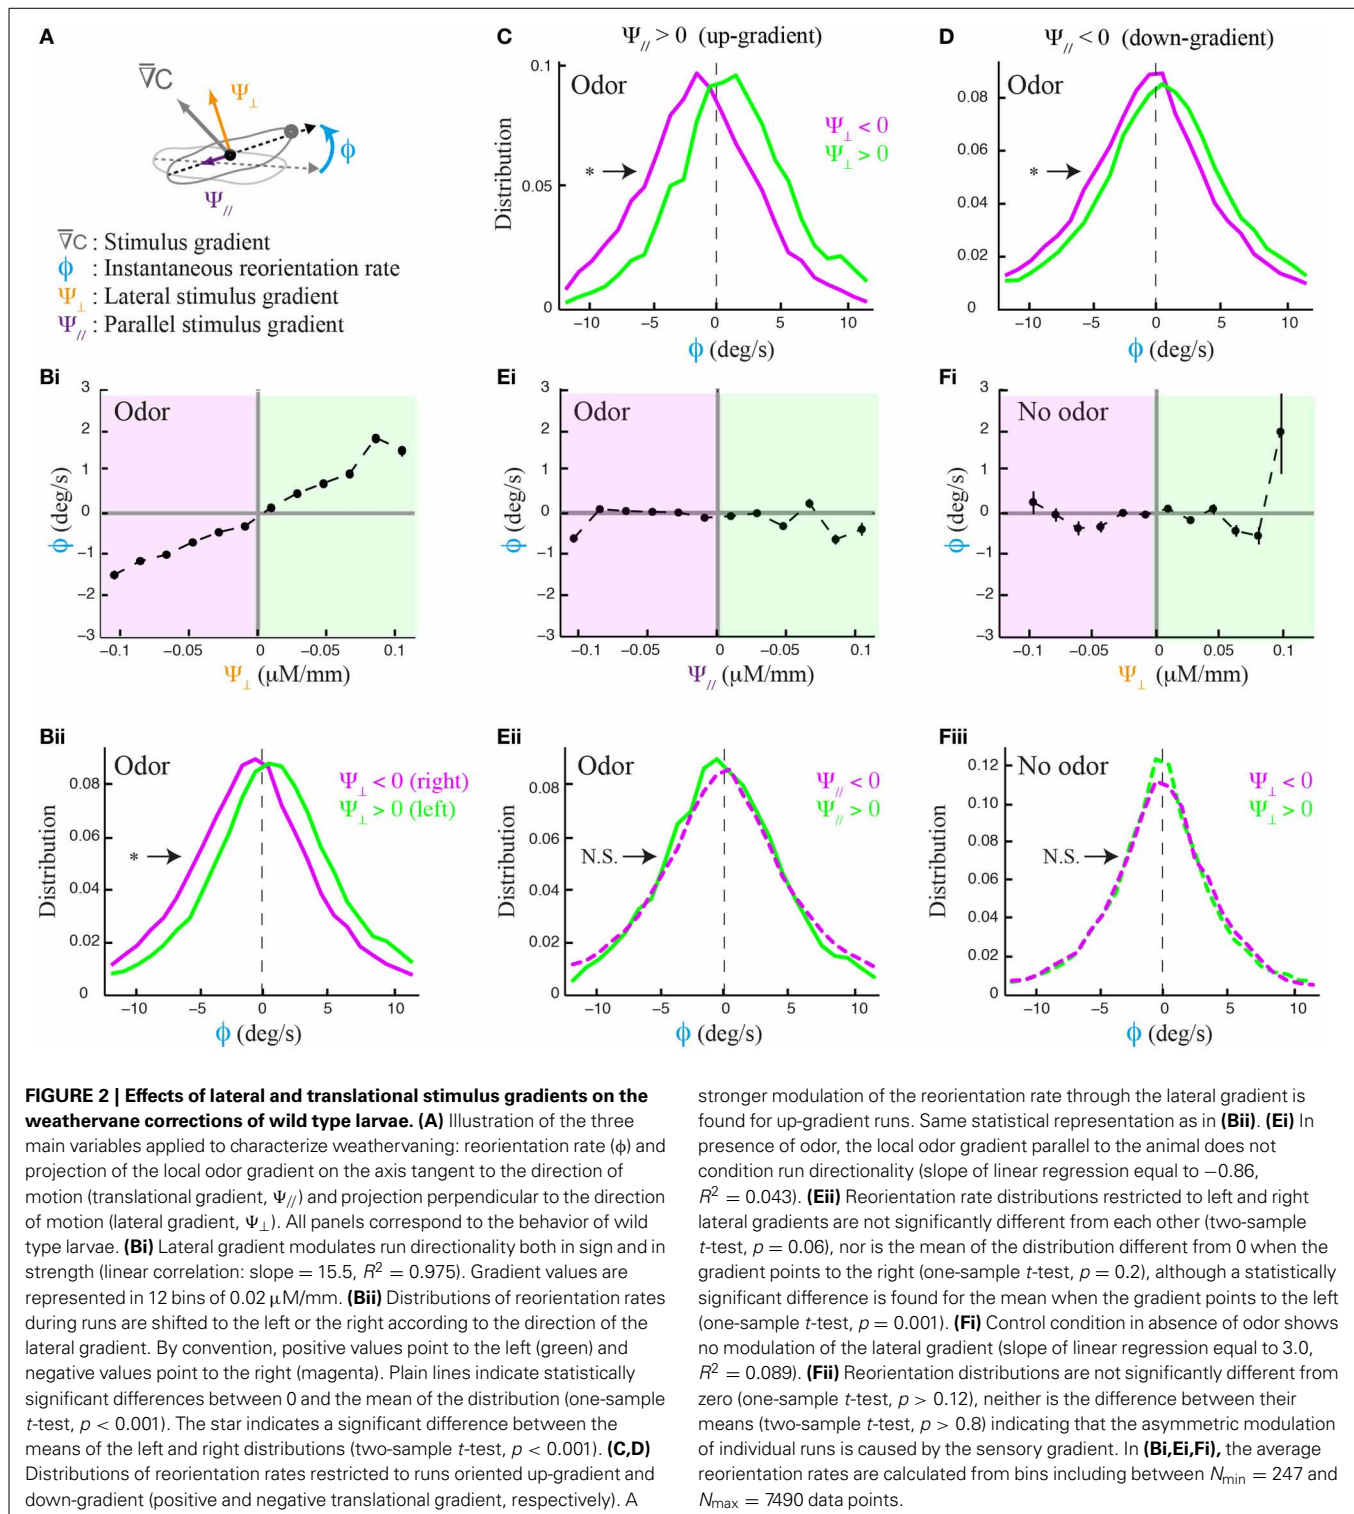 A
∇̄C
Ψ⊥
ϕ
Ψ//
∇̄C : Stimulus gradient
ϕ : Instantaneous reorientation rate
Ψ⊥ : Lateral stimulus gradient
Ψ// : Parallel stimulus gradient
C
Ψ// > 0 (up-gradient)
Odor
Ψ⊥ < 0
Ψ⊥ > 0
*
Distribution
0.1
0.05
0
−10 −5 0 5 10
ϕ (deg/s)
D
Ψ// < 0 (down-gradient)
Odor
*
0.08
0.06
0.04
0.02
0
−10 −5 0 5 10
ϕ (deg/s)
Bi
Odor
ϕ (deg/s)
3
2
1
0
−1
−2
−3
−0.1 −0.05 0 0.05 0.1
Ψ⊥ (µM/mm)
Ei
Odor
ϕ (deg/s)
3
2
1
0
−1
−2
−3
−0.1 −0.05 0 0.05 0.1
Ψ// (µM/mm)
Fi
No odor
ϕ (deg/s)
3
2
1
0
−1
−2
−3
−0.1 −0.05 0 0.05 0.1
Ψ⊥ (µM/mm)
Bii
Odor
Ψ⊥ < 0 (right)
Ψ⊥ > 0 (left)
*
Distribution
0.08
0.06
0.04
0.02
0
−10 −5 0 5 10
ϕ (deg/s)
Eii
Odor
Ψ// < 0
Ψ// > 0
N.S.
Distribution
0.08
0.06
0.04
0.02
0
−10 −5 0 5 10
ϕ (deg/s)
Fiii
No odor
Ψ⊥ < 0
Ψ⊥ > 0
N.S.
Distribution
0.12
0.10
0.08
0.06
0.04
0.02
0
−10 −5 0 5 10
ϕ (deg/s)
FIGURE 2 | Effects of lateral and translational stimulus gradients on the
weathervane corrections of wild type larvae. (A) Illustration of the three
main variables applied to characterize weathervaning: reorientation rate (ϕ) and
projection of the local odor gradient on the axis tangent to the direction of
motion (translational gradient, Ψ//) and projection perpendicular to the direction
of motion (lateral gradient, Ψ⊥). All panels correspond to the behavior of wild
type larvae. (Bi) Lateral gradient modulates run directionality both in sign and in
strength (linear correlation: slope = 15.5, R² = 0.975). Gradient values are
represented in 12 bins of 0.02 µM/mm. (Bii) Distributions of reorientation rates
during runs are shifted to the left or the right according to the direction of the
lateral gradient. By convention, positive values point to the left (green) and
negative values point to the right (magenta). Plain lines indicate statistically
significant differences between 0 and the mean of the distribution (one-sample
t-test, p < 0.001). The star indicates a significant difference between the
means of the left and right distributions (two-sample t-test, p < 0.001). (C,D)
Distributions of reorientation rates restricted to runs oriented up-gradient and
down-gradient (positive and negative translational gradient, respectively). A
stronger modulation of the reorientation rate through the lateral gradient is
found for up-gradient runs. Same statistical representation as in (Bii). (Ei) In
presence of odor, the local odor gradient parallel to the animal does not
condition run directionality (slope of linear regression equal to −0.86,
R² = 0.043). (Eii) Reorientation rate distributions restricted to left and right
lateral gradients are not significantly different from each other (two-sample
t-test, p = 0.06), nor is the mean of the distribution different from 0 when the
gradient points to the right (one-sample t-test, p = 0.2), although a statistically
significant difference is found for the mean when the gradient points to the left
(one-sample t-test, p = 0.001). (Fi) Control condition in absence of odor shows
no modulation of the lateral gradient (slope of linear regression equal to 3.0,
R² = 0.089). (Fii) Reorientation distributions are not significantly different from
zero (one-sample t-test, p > 0.12), neither is the difference between their
means (two-sample t-test, p > 0.8) indicating that the asymmetric modulation
of individual runs is caused by the sensory gradient. In (Bi,Ei,Fi), the average
reorientation rates are calculated from bins including between Nmin = 247 and
Nmax = 7490 data points.